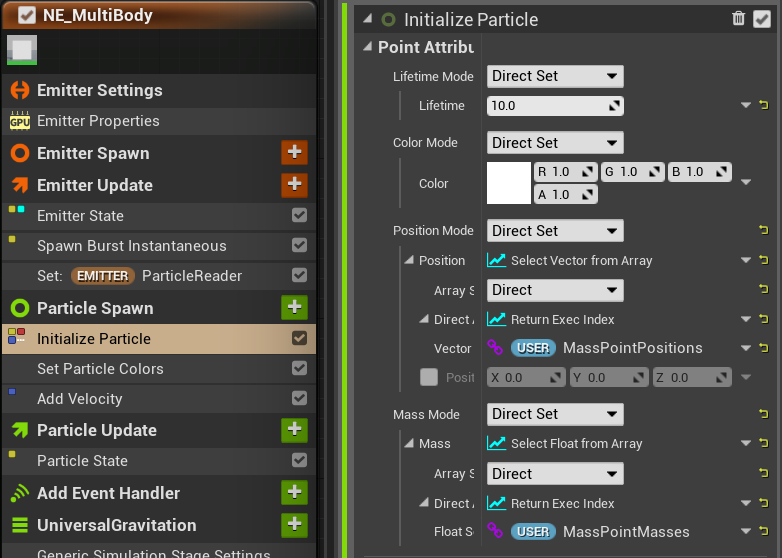 NE_MultiBody
Emitter Settings
GPU Emitter Properties
Emitter Spawn
Emitter Update
Emitter State
Spawn Burst Instantaneous
Set: EMITTER ParticleReader
Particle Spawn
Initialize Particle
Set Particle Colors
Add Velocity
Particle Update
Particle State
Add Event Handler
UniversalGravitation
Generic Simulation Stage Settings
Initialize Particle
Point Attribu
Lifetime Mode Direct Set
Lifetime 10.0
Color Mode Direct Set
Color R 1.0 G 1.0 B 1.0
A 1.0
Position Mode Direct Set
Position Select Vector from Array
Array S Direct
Direct A Return Exec Index
Vector USER MassPointPositions
Posit X 0.0 Y 0.0 Z 0.0
Mass Mode Direct Set
Mass Select Float from Array
Array S Direct
Direct A Return Exec Index
Float S USER MassPointMasses